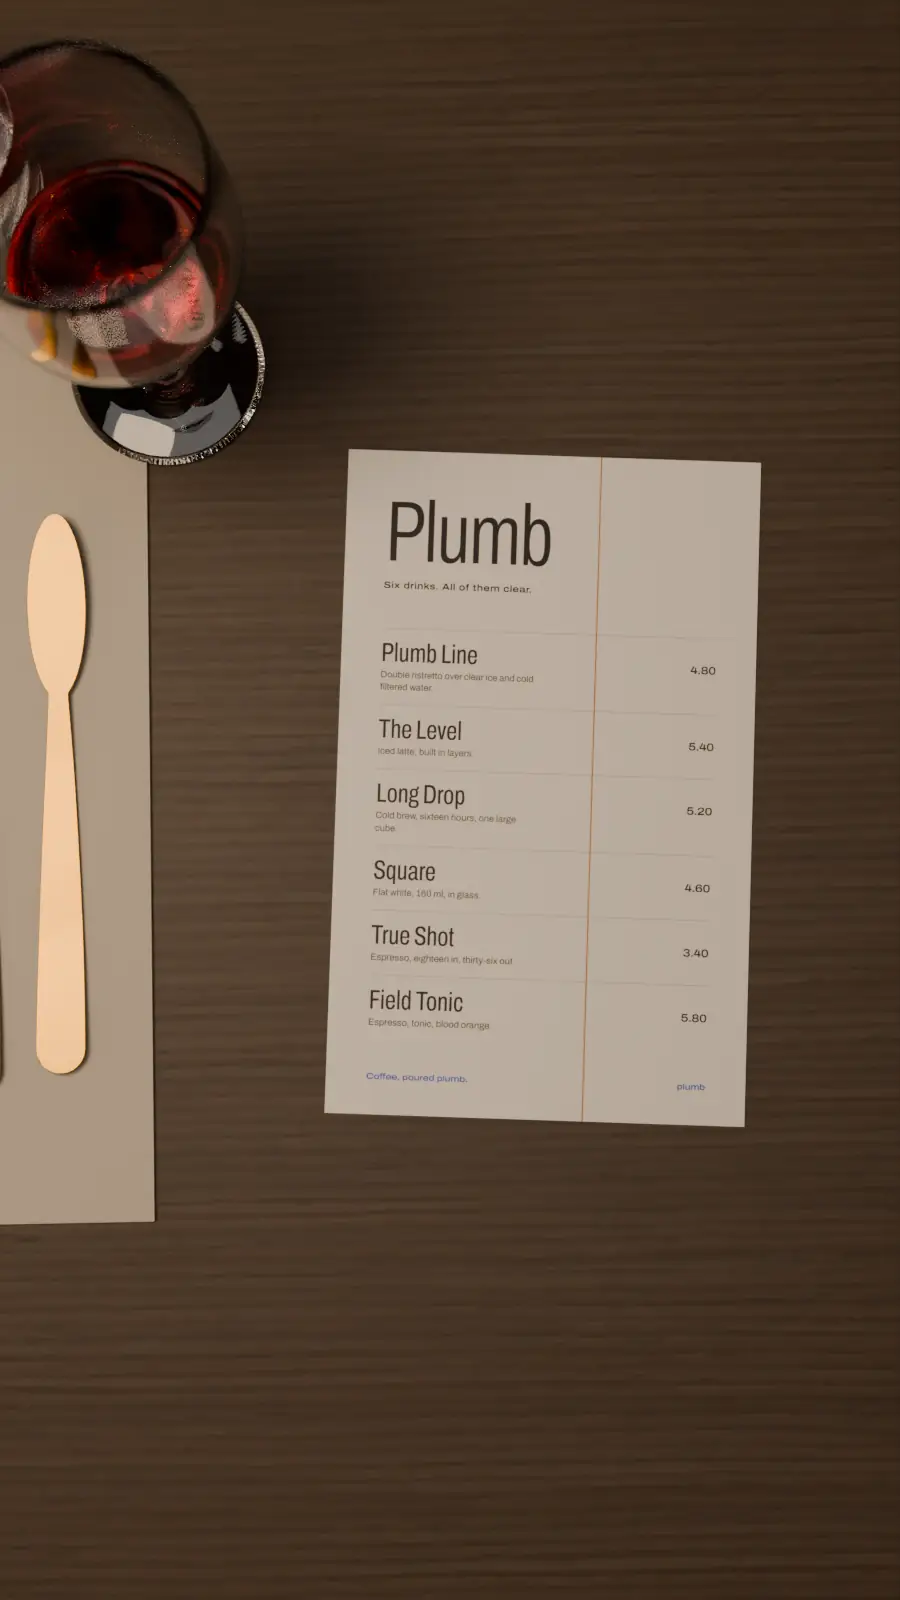 Plumb
Six drinks. All of them clear.
Plumb Line
4.80
Double ristretto over clear ice and cold
filtered water
The Level
5.40
Iced latte, built in layers
Long Drop
5.20
Cold brew, sixteen hours, one large
cube
Square
4.60
Flat white, 160 ml, in glass
True Shot
3.40
Espresso, eighteen in, thirty-six out
Field Tonic
5.80
Espresso, tonic, blood orange
Coffee, poured plumb.
plumb